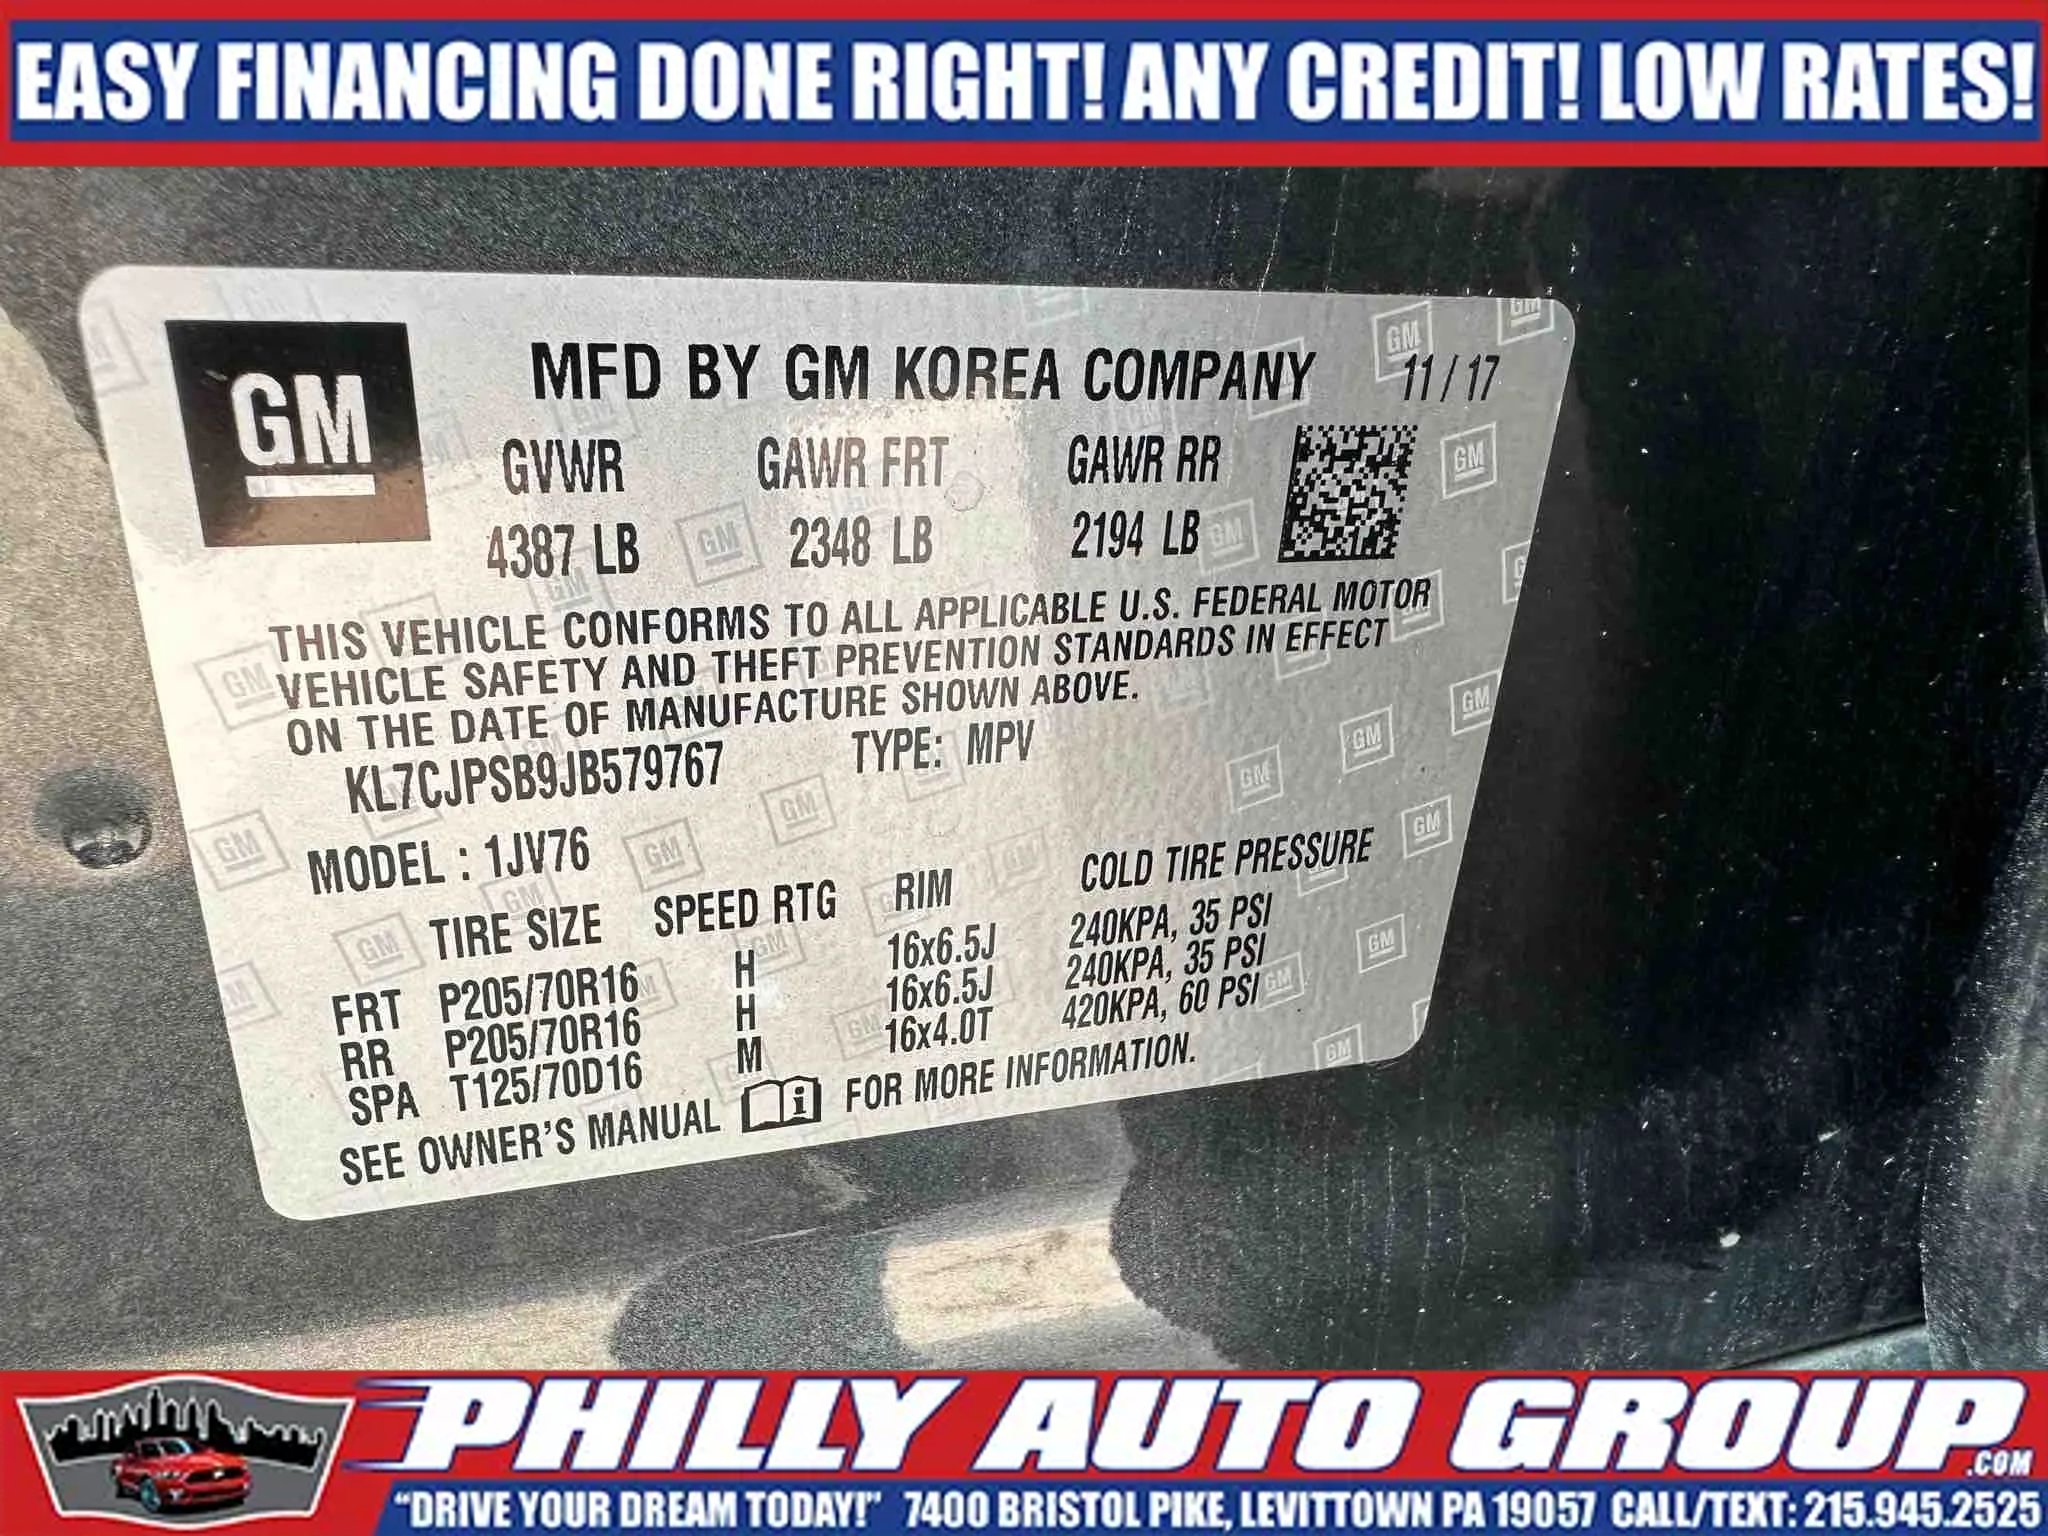 EASY FINANCING DONE RIGHT! ANY CREDIT! LOW RATES!
GM
MFD BY GM KOREA COMPANY 11/17
GVWR GAWR FRT GAWR RR
4387 LB 2348 LB 2194 LB
THIS VEHICLE CONFORMS TO ALL APPLICABLE U.S. FEDERAL MOTOR
VEHICLE SAFETY AND THEFT PREVENTION STANDARDS IN EFFECT
ON THE DATE OF MANUFACTURE SHOWN ABOVE.
KL7CJPSB9JB579767 TYPE: MPV
MODEL : 1JV76
TIRE SIZE SPEED RTG RIM COLD TIRE PRESSURE
FRT P205/70R16 H 16x6.5J 240KPA, 35 PSI
RR P205/70R16 H 16x6.5J 240KPA, 35 PSI
SPA T125/70D16 M 16x4.0T 420KPA, 60 PSI
SEE OWNER'S MANUAL i FOR MORE INFORMATION.
PHILLY AUTO GROUP.COM
"DRIVE YOUR DREAM TODAY!" 7400 BRISTOL PIKE, LEVITTOWN PA 19057 CALL/TEXT: 215.945.2525